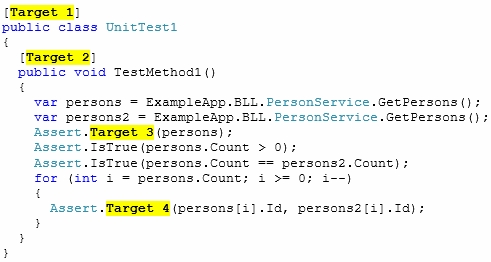 [Target 1]
public class UnitTest1
{
[Target 2]
public void TestMethod1()
{
var persons = ExampleApp.BLL.PersonService.GetPersons();
var persons2 = ExampleApp.BLL.PersonService.GetPersons();
Assert.Target 3(persons);
Assert.IsTrue(persons.Count > 0);
Assert.IsTrue(persons.Count == persons2.Count);
for (int i = persons.Count; i >= 0; i--)
{
Assert.Target 4(persons[i].Id, persons2[i].Id);
}
}
}